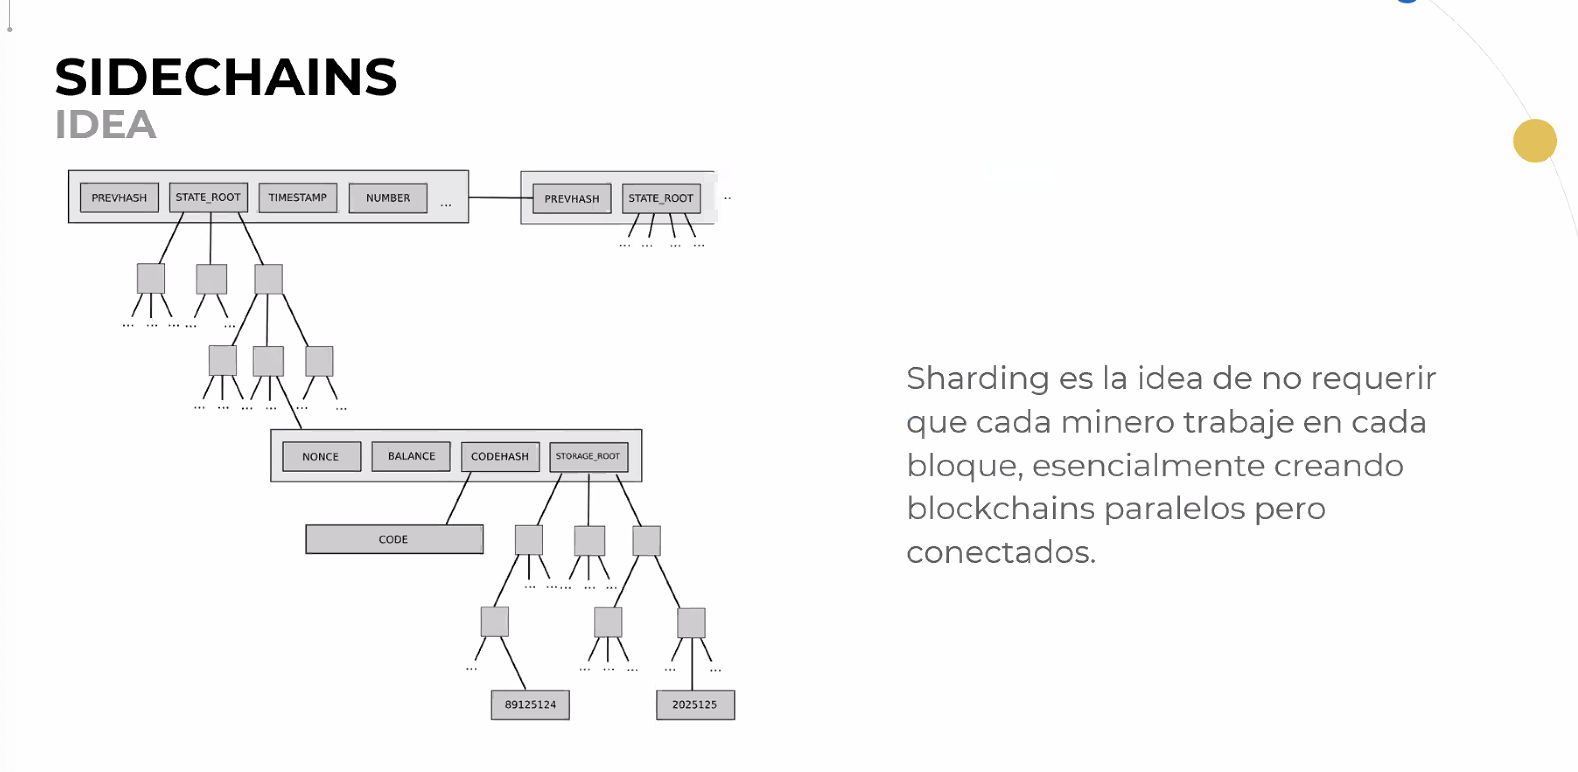 SIDECHAINS
IDEA
PREVHASH STATE_ROOT TIMESTAMP NUMBER ... PREVHASH STATE_ROOT ..
... ... ... ...
... ... ... ... ...
... ... ... ... ... ...
NONCE BALANCE CODEHASH STORAGE_ROOT
CODE
... ... ... ... ...
... ... ... ... ... ...
89125124 2025125
Sharding es la idea de no requerir
que cada minero trabaje en cada
bloque, esencialmente creando
blockchains paralelos pero
conectados.